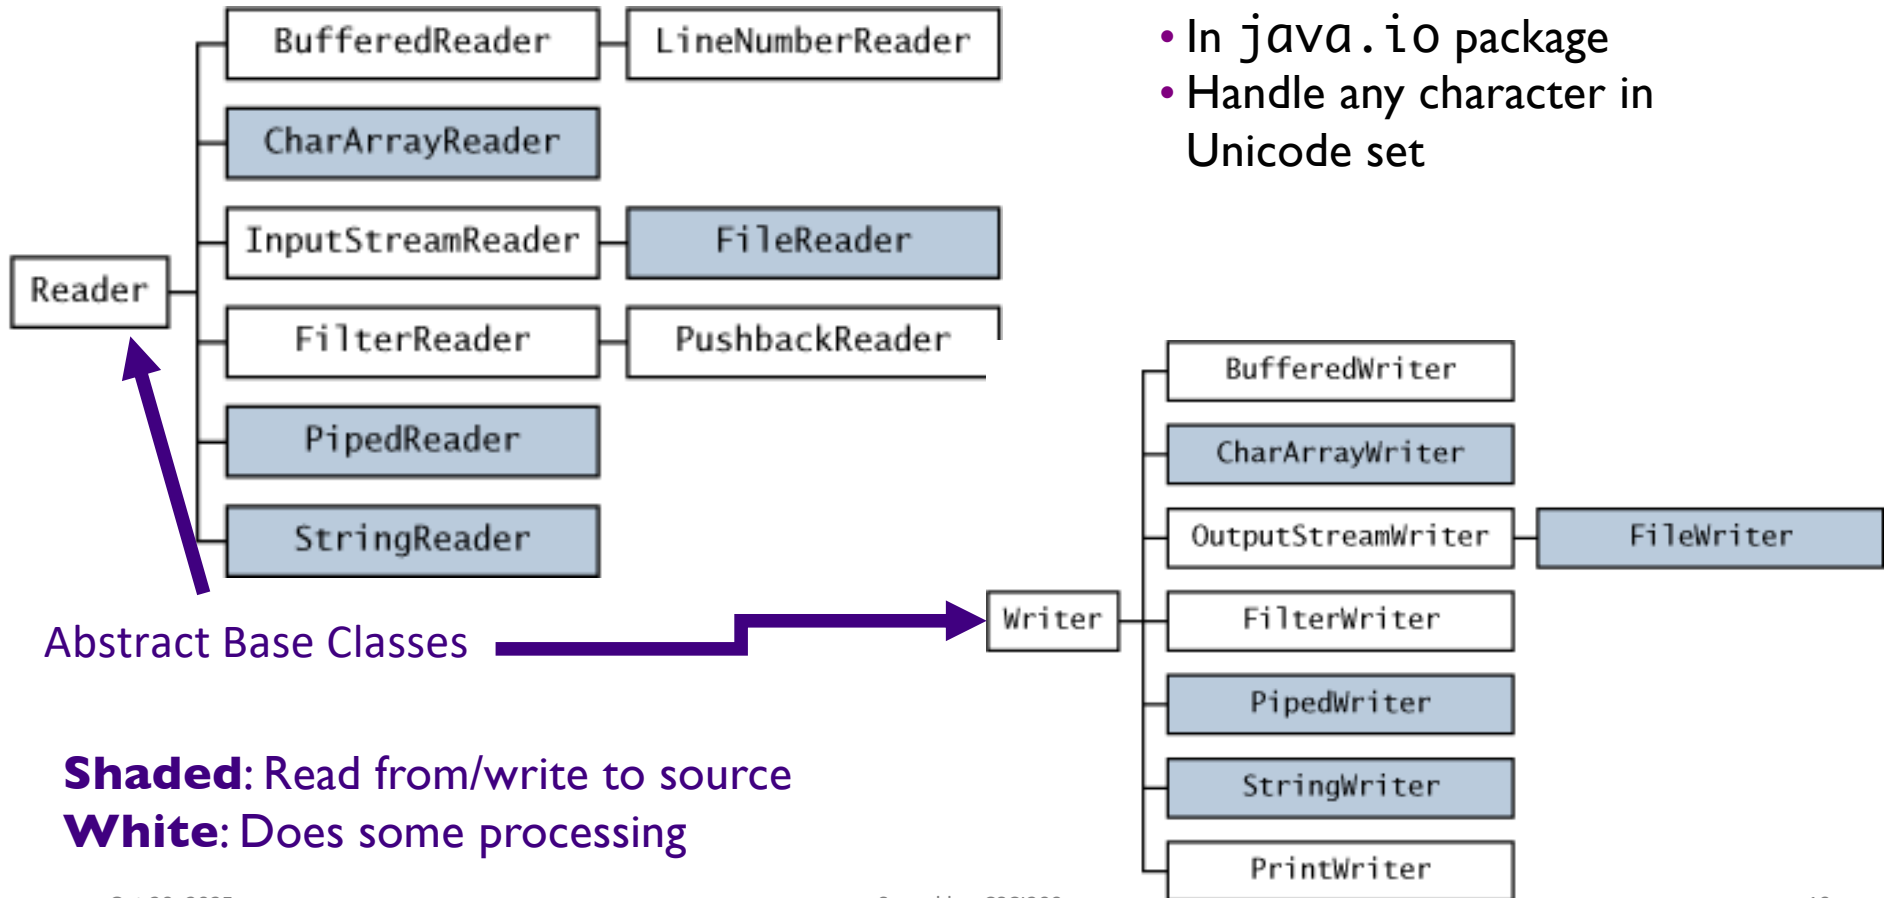 BufferedReader
LineNumberReader
CharArrayReader
InputStreamReader
FileReader
Reader
FilterReader
PushbackReader
PipedReader
StringReader
• In java.io package
• Handle any character in
Unicode set
BufferedWriter
CharArrayWriter
OutputStreamWriter
FileWriter
Writer
FilterWriter
PipedWriter
StringWriter
PrintWriter
Abstract Base Classes
Shaded: Read from/write to source
White: Does some processing